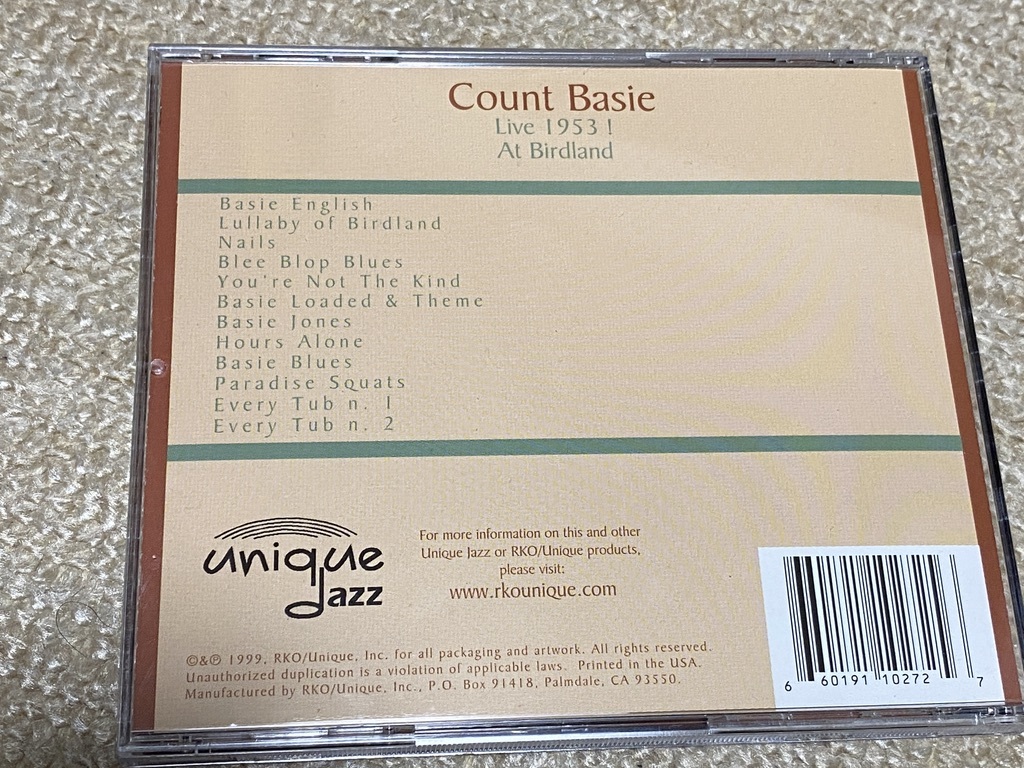 Count Basie
Live 1953 !
At Birdland
Basie English
Lullaby of Birdland
Nails
Blee Blop Blues
You're Not The Kind
Basie Loaded & Theme
Basie Jones
Hours Alone
Basie Blues
Paradise Squats
Every Tub n. 1
Every Tub n. 2
unique
Jazz
For more information on this and other
Unique Jazz or RKO/Unique products,
please visit:
www.rkounique.com
©&℗ 1999, RKO/Unique, Inc. for all packaging and artwork. All rights reserved.
Unauthorized duplication is a violation of applicable laws. Printed in the USA.
Manufactured by RKO/Unique, Inc., P.O. Box 91418, Palmdale, CA 93550.
6 60191 10272 7